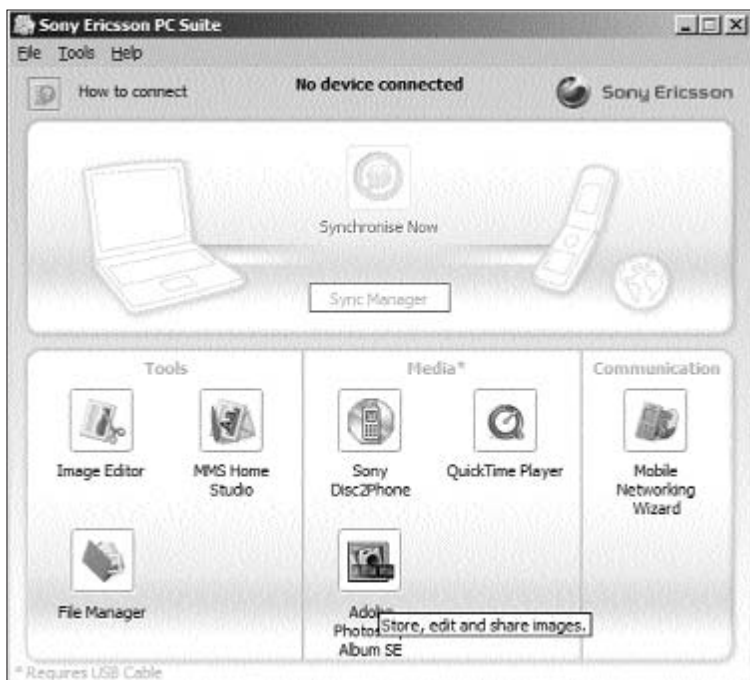 Sony Ericsson PC Suite
File Tools Help
How to connect
No device connected
Sony Ericsson
Synchronise Now
Sync Manager
Tools
Media*
Communication
Image Editor
MMS Home
Studio
Sony
Disc2Phone
QuickTime Player
Mobile
Networking
Wizard
File Manager
Store, edit and share images.
Album SE
* Requires USB Cable